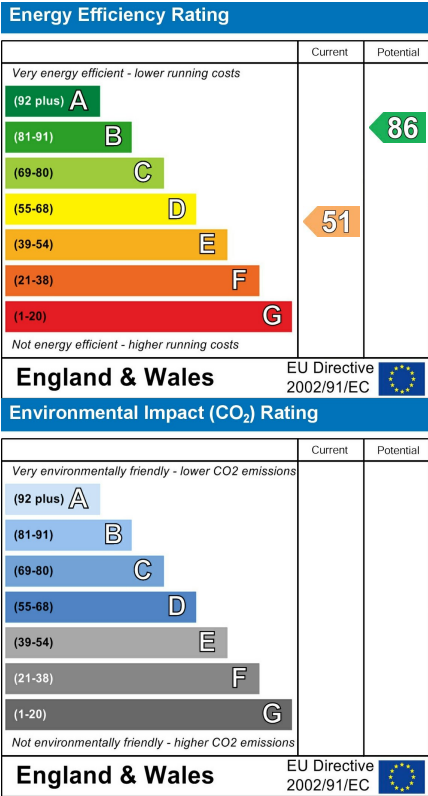 Energy Efficiency Rating
Current Potential
Very energy efficient - lower running costs
(92 plus) A
(81-91) B
86
(69-80) C
(55-68) D
51
(39-54) E
(21-38) F
(1-20) G
Not energy efficient - higher running costs
England & Wales
EU Directive
2002/91/EC
Environmental Impact (CO₂) Rating
Current Potential
Very environmentally friendly - lower CO2 emissions
(92 plus) A
(81-91) B
(69-80) C
(55-68) D
(39-54) E
(21-38) F
(1-20) G
Not environmentally friendly - higher CO2 emissions
England & Wales
EU Directive
2002/91/EC